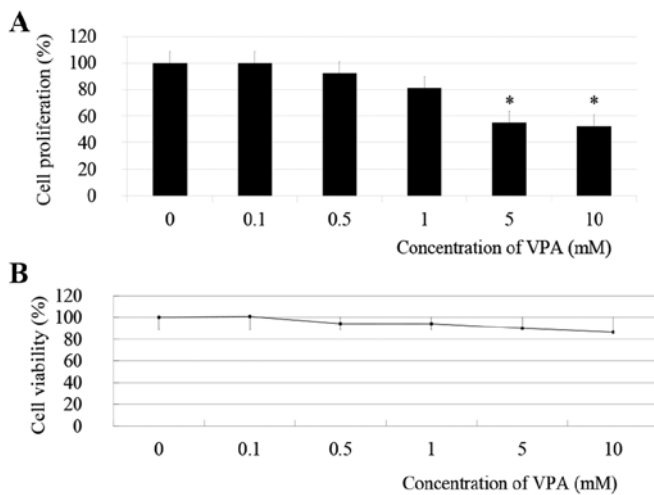 A
Cell proliferation (%)
120
100
80
60
40
20
0
* *
0 0.1 0.5 1 5 10
Concentration of VPA (mM)
B
Cell viability (%)
120
100
80
60
40
20
0
0 0.1 0.5 1 5 10
Concentration of VPA (mM)